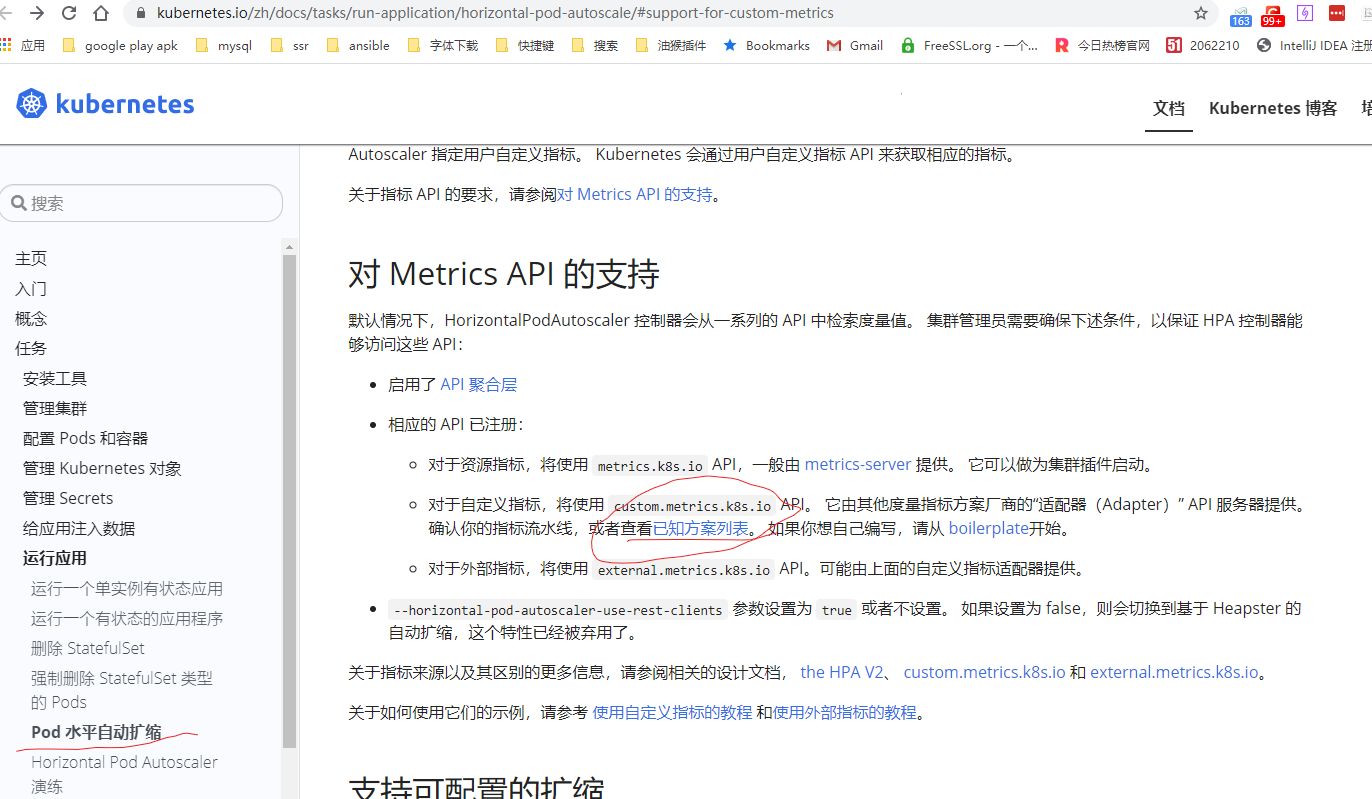 kubernetes.io/zh/docs/tasks/run-application/horizontal-pod-autoscale/#support-for-custom-metrics
163
99+
应用
google play apk
mysql
ssr
ansible
字体下载
快捷键
搜索
油猴插件
Bookmarks
Gmail
FreeSSL.org - 一个...
今日热榜官网
51
2062210
IntelliJ IDEA 注册
kubernetes
文档
Kubernetes 博客
培
搜索
主页
入门
概念
任务
安装工具
管理集群
配置 Pods 和容器
管理 Kubernetes 对象
管理 Secrets
给应用注入数据
运行应用
运行一个单实例有状态应用
运行一个有状态的应用程序
删除 StatefulSet
强制删除 StatefulSet 类型
的 Pods
Pod 水平自动扩缩
Horizontal Pod Autoscaler
演练
Autoscaler 指定用户自定义指标。 Kubernetes 会通过用户自定义指标 API 来获取相应的指标。
关于指标 API 的要求，请参阅对 Metrics API 的支持。
对 Metrics API 的支持
默认情况下，HorizontalPodAutoscaler 控制器会从一系列的 API 中检索度量值。 集群管理员需要确保下述条件，以保证 HPA 控制器能
够访问这些 API：
• 启用了 API 聚合层
• 相应的 API 已注册：
○ 对于资源指标，将使用 metrics.k8s.io API，一般由 metrics-server 提供。 它可以做为集群插件启动。
○ 对于自定义指标，将使用 custom.metrics.k8s.io API。 它由其他度量指标方案厂商的“适配器（Adapter）” API 服务器提供。
确认你的指标流水线，或者查看已知方案列表。 如果你想自己编写，请从 boilerplate开始。
○ 对于外部指标，将使用 external.metrics.k8s.io API。可能由上面的自定义指标适配器提供。
• --horizontal-pod-autoscaler-use-rest-clients 参数设置为 true 或者不设置。 如果设置为 false，则会切换到基于 Heapster 的
自动扩缩，这个特性已经被弃用了。
关于指标来源以及其区别的更多信息，请参阅相关的设计文档， the HPA V2、 custom.metrics.k8s.io 和 external.metrics.k8s.io。
关于如何使用它们的示例，请参考 使用自定义指标的教程 和使用外部指标的教程。
支持可配置的扩缩